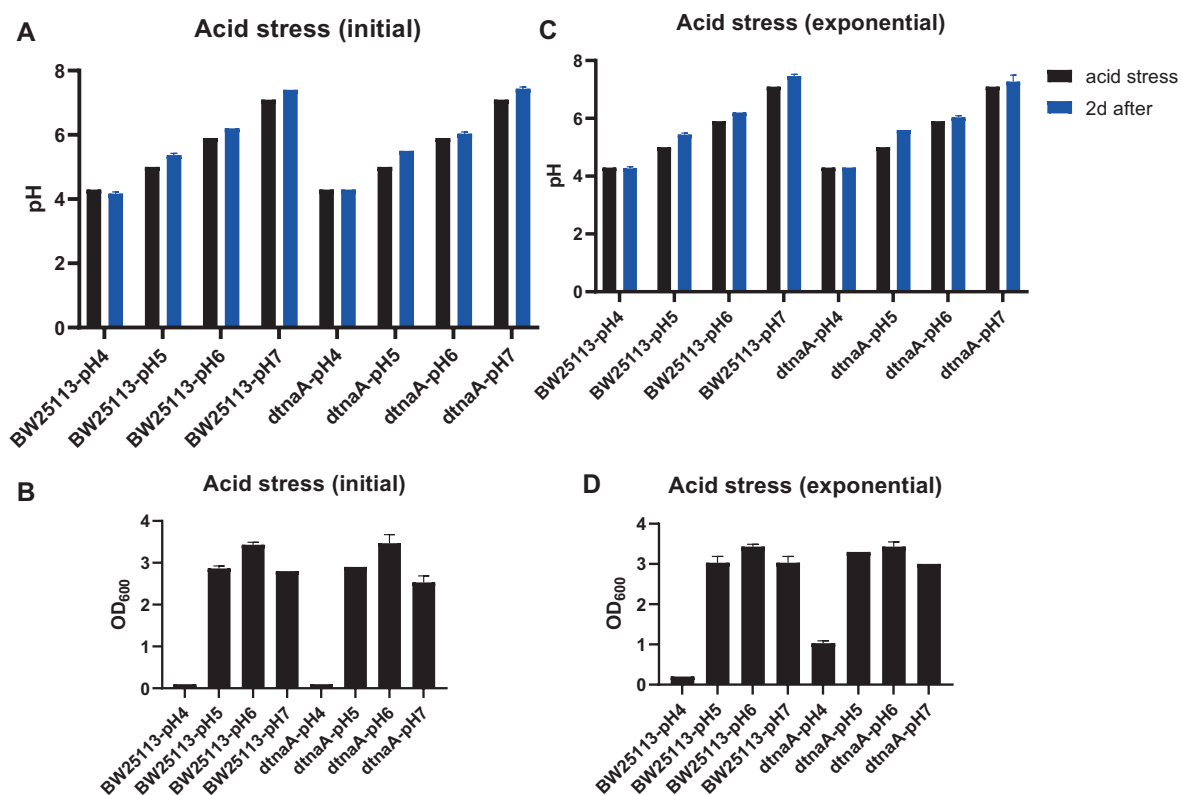 A
Acid stress (initial)
8
6
4
2
0
pH
BW25113-pH4
BW25113-pH5
BW25113-pH6
BW25113-pH7
dtnaA-pH4
dtnaA-pH5
dtnaA-pH6
dtnaA-pH7
C
Acid stress (exponential)
8
6
4
2
0
pH
BW25113-pH4
BW25113-pH5
BW25113-pH6
BW25113-pH7
dtnaA-pH4
dtnaA-pH5
dtnaA-pH6
dtnaA-pH7
acid stress
2d after
B
Acid stress (initial)
4
3
2
1
0
OD600
BW25113-pH4
BW25113-pH5
BW25113-pH6
BW25113-pH7
dtnaA-pH4
dtnaA-pH5
dtnaA-pH6
dtnaA-pH7
D
Acid stress (exponential)
4
3
2
1
0
OD600
BW25113-pH4
BW25113-pH5
BW25113-pH6
BW25113-pH7
dtnaA-pH4
dtnaA-pH5
dtnaA-pH6
dtnaA-pH7